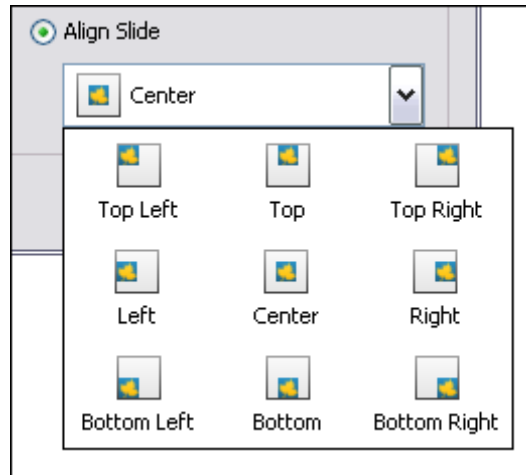 Align Slide
Center
Top Left Top Top Right
Left Center Right
Bottom Left Bottom Bottom Right